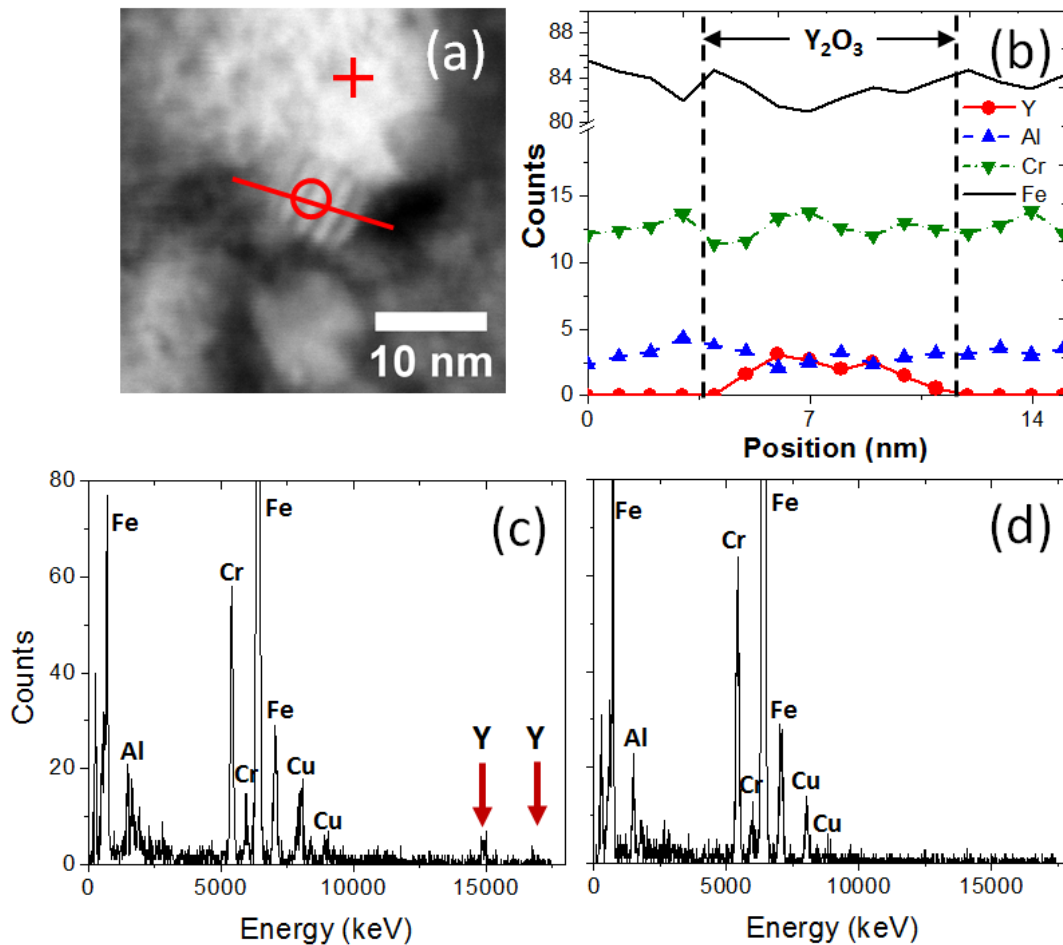 (a)
10 nm
Y₂O₃
(b)
88
84
80
15
10
5
0
Counts
Y
Al
Cr
Fe
0 7 14
Position (nm)
80
60
40
20
0
Counts
Fe
Fe
(c)
Cr
Al
Cr
Fe
Cu
Cu
Y Y
0 5000 10000 15000
Energy (keV)
Fe
Fe
(d)
Cr
Al
Cr
Fe
Cu
Cu
0 5000 10000 15000
Energy (keV)